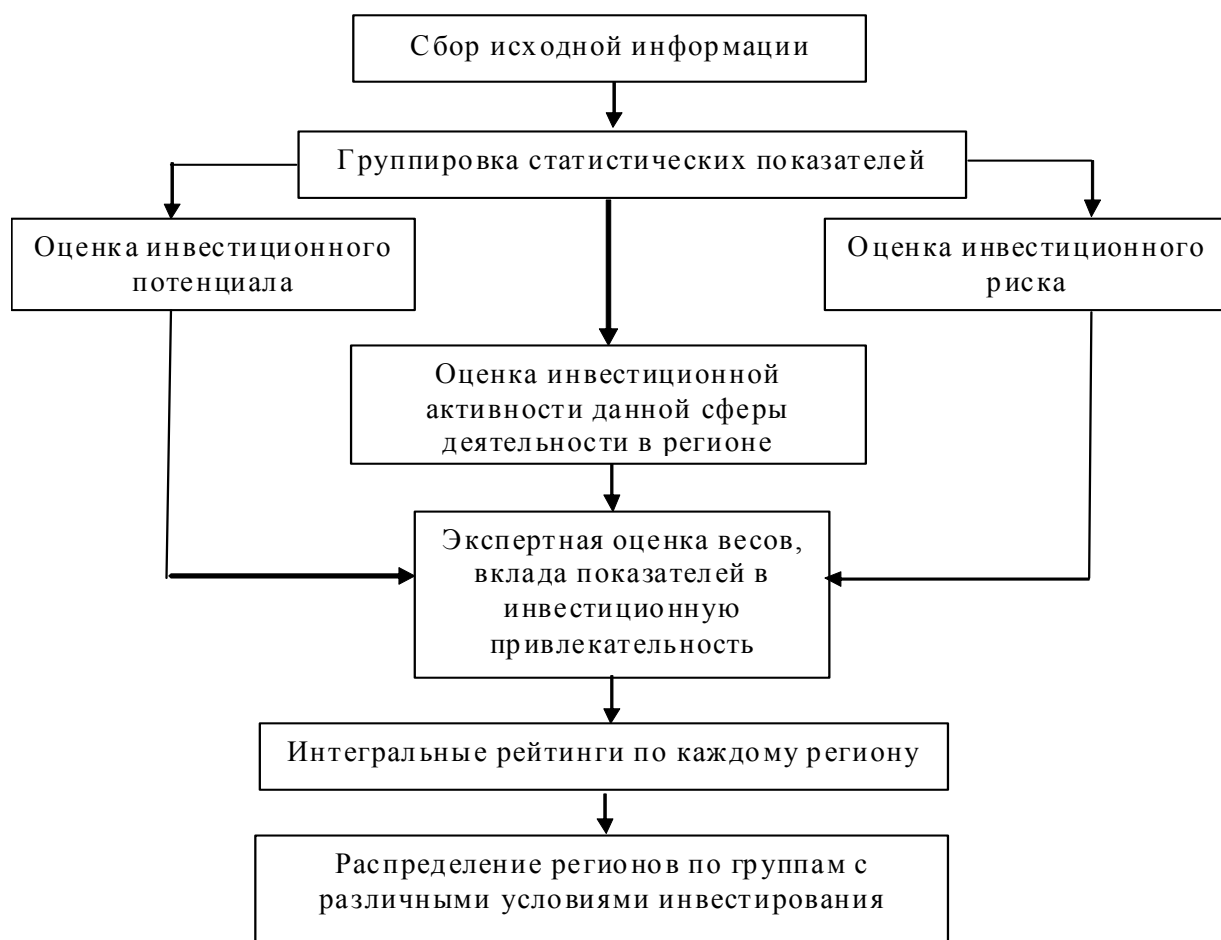 Сбор исходной информации
Группировка статистических показателей
Оценка инвестиционного
потенциала
Оценка инвестиционного
риска
Оценка инвестиционной
активности данной сферы
деятельности в регионе
Экспертная оценка весов,
вклада показателей в
инвестиционную
привлекательность
Интегральные рейтинги по каждому региону
Распределение регионов по группам с
различными условиями инвестирования